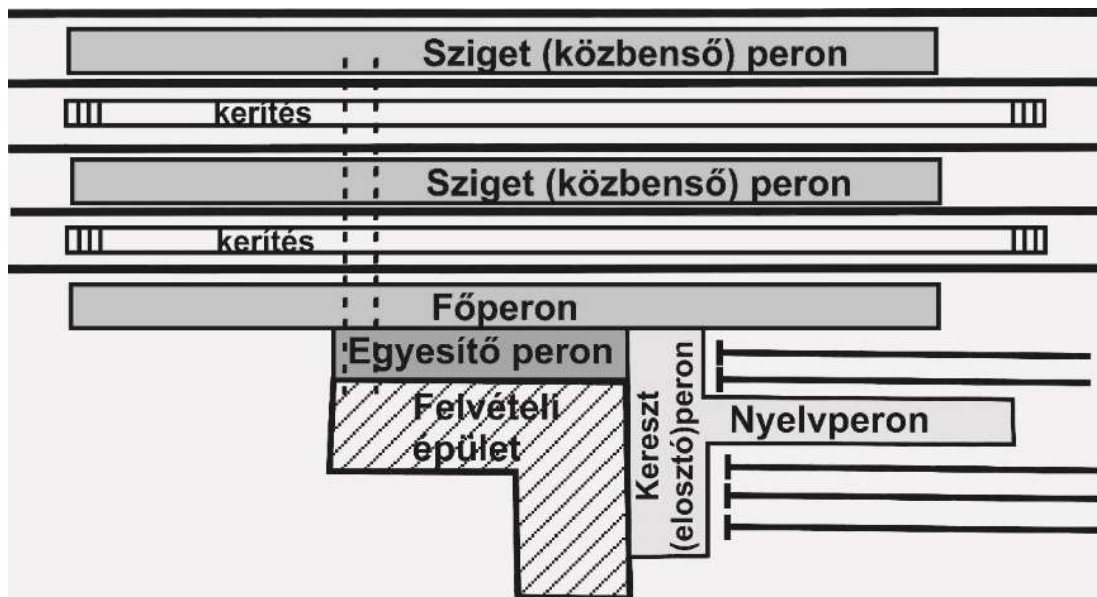 Sziget (közbenső) peron
kerítés
Sziget (közbenső) peron
kerítés
Főperon
Egyesítő peron
Felvételi
épület
Kereszt
(elosztó)peron
Nyelvperon